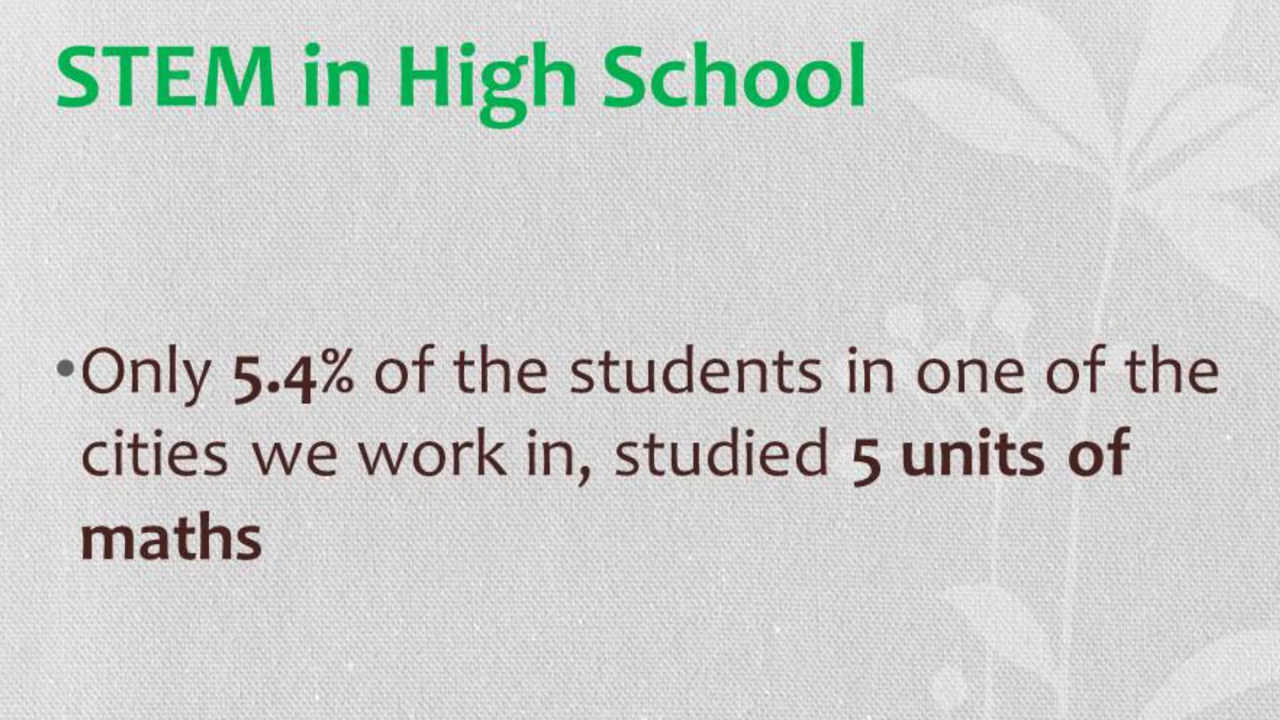 STEM in High School
•Only 5.4% of the students in one of the
cities we work in, studied 5 units of
maths